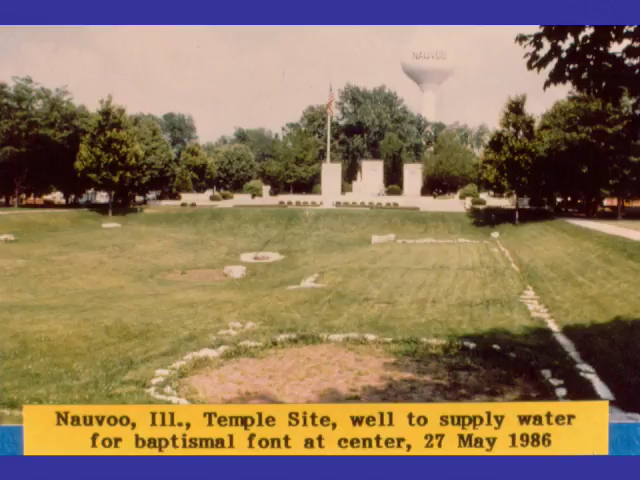 NAUVOO
Nauvoo, Ill., Temple Site, well to supply water
for baptismal font at center, 27 May 1986